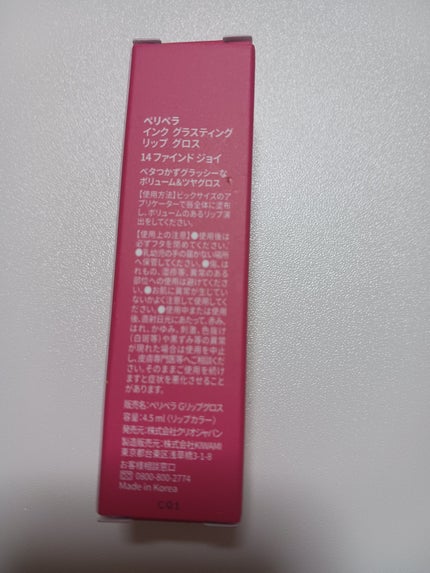 ペリペラ
インク グラスティング
リップ グロス
14 ファインド ジョイ
ベタつかずグラッシーな
ボリューム&ツヤグロス
【使用方法】ビックサイズのア
プリケーターで唇全体に塗布
し、ボリュームのあるリップ演
出をしてください。
【使用上の注意】●使用後は
必ずフタを閉めてください。
●乳幼児の手の届かない場所
へ保管してください。●傷、は
れもの、湿疹等、異常のある
部位への使用は避けてくださ
い。●お肌に異常が生じてい
ないかよく注意して使用してく
ださい。●使用中または使用
後、直射日光にあたって、赤み、
はれ、かゆみ、刺激、色抜け
(白斑等)や黒ずみ等の異常
が現れた場合は使用を中止
し、皮膚専門医等へご相談くだ
さい。そのままご使用を続け
ますと症状を悪化させること
があります。
販売名:ペリペラ Gリップグロス
容量:4.5 ml (リップカラー)
発売元:株式会社クリオジャパン
製造販売元:株式会社KIWAMI
東京都台東区浅草橋3-1-8
お客様相談窓口
0800-800-2774
Made in Korea
C01